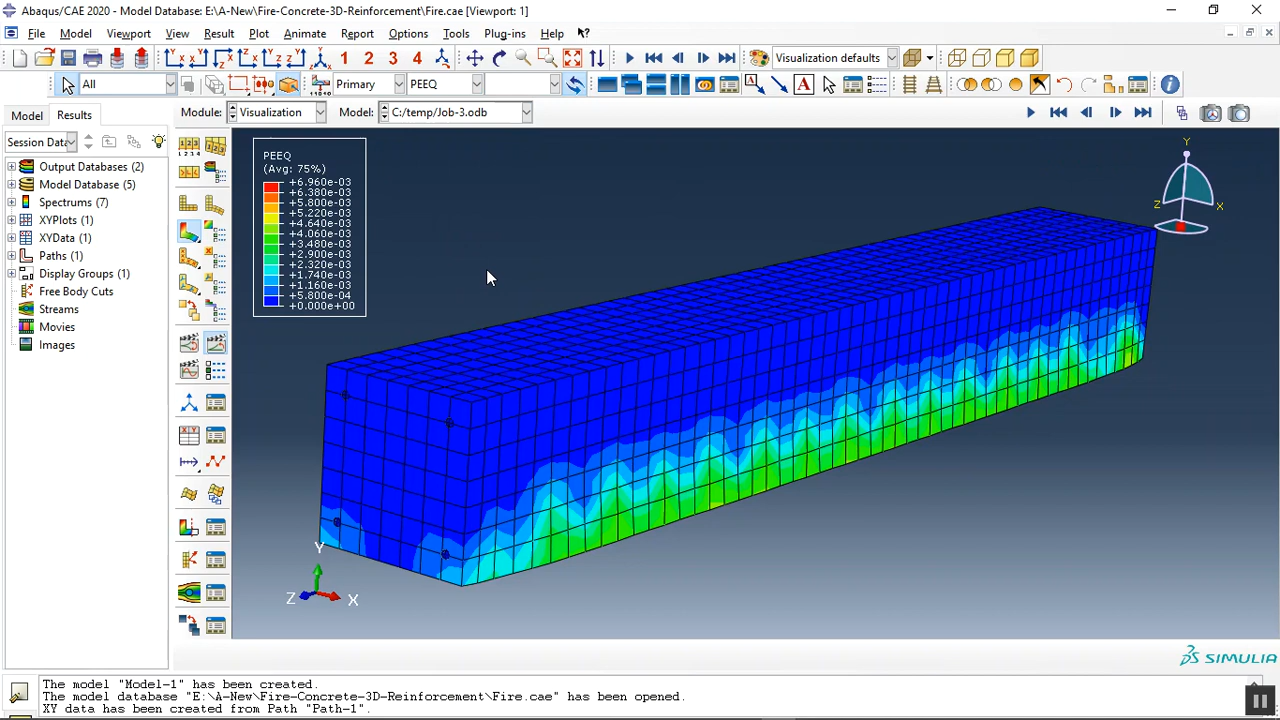 Abaqus/CAE 2020 - Model Database: E:\A-New\Fire-Concrete-3D-Reinforcement\Fire.cae [Viewport: 1]
File Model Viewport View Result Plot Animate Report Options Tools Plug-ins Help
1 2 3 4 Visualization defaults
All Primary PEEQ
Model Results Module: Visualization Model: C:/temp/Job-3.odb
Session Data
Output Databases (2)
Model Database (5)
Spectrums (7)
XYPlots (1)
XYData (1)
Paths (1)
Display Groups (1)
Free Body Cuts
Streams
Movies
Images
PEEQ
(Avg: 75%)
+6.960e-03
+6.380e-03
+5.800e-03
+5.220e-03
+4.640e-03
+4.060e-03
+3.480e-03
+2.900e-03
+2.320e-03
+1.740e-03
+1.160e-03
+5.800e-04
+0.000e+00
Y
Z X
Y
Z X
SIMULIA
The model "Model-1" has been created.
The model database "E:\A-New\Fire-Concrete-3D-Reinforcement\Fire.cae" has been opened.
XY data has been created from Path "Path-1".